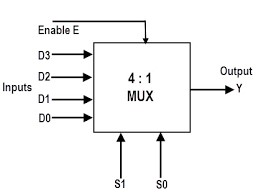 Enable E
D3
D2
Inputs
D1
D0
4 : 1
MUX
Output
Y
S1
S0